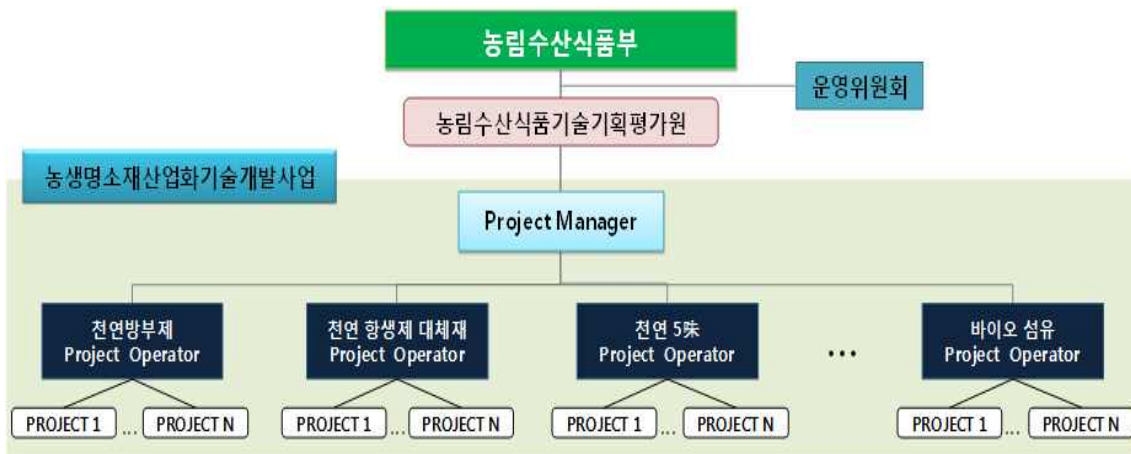 농림수산식품부
운영위원회
농림수산식품기술기획평가원
농생명소재산업화기술개발사업
Project Manager
천연방부제
Project Operator
천연 항생제 대체재
Project Operator
천연 5朱
Project Operator
...
바이오 섬유
Project Operator
PROJECT 1 ... PROJECT N
PROJECT 1 ... PROJECT N
PROJECT 1 ... PROJECT N
PROJECT 1 ... PROJECT N